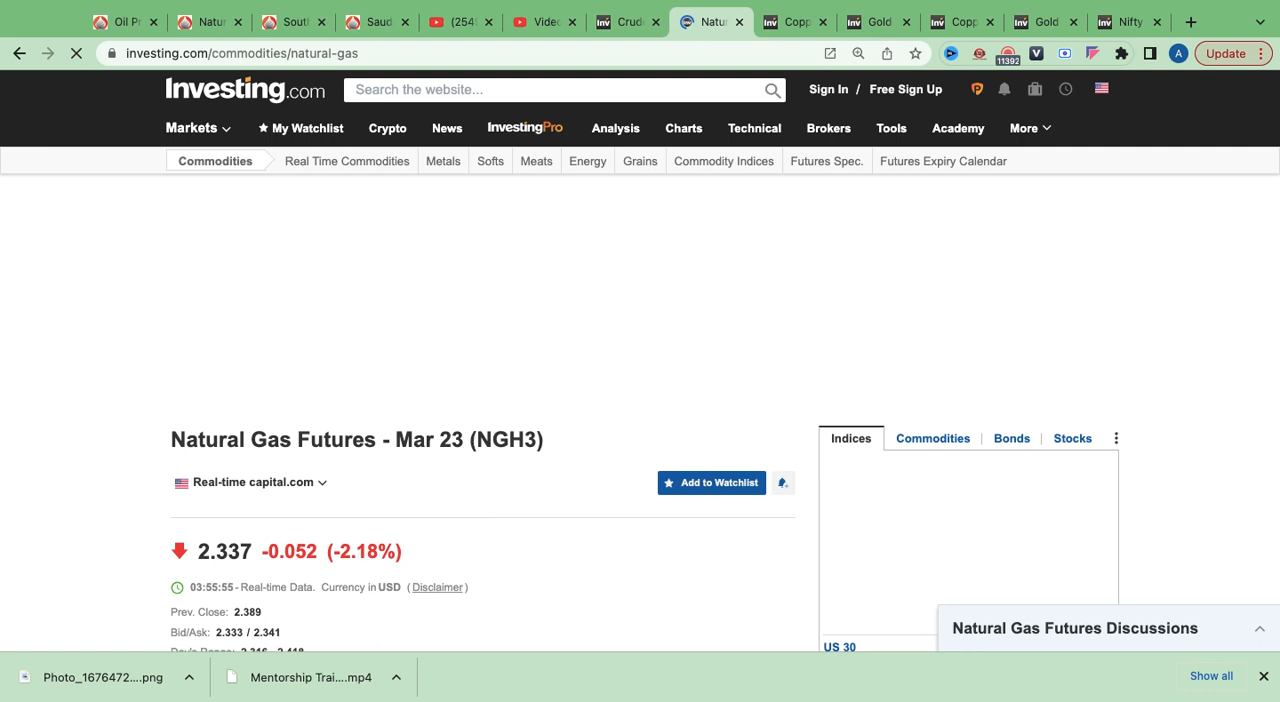 Oil Pr
Natur
South
Saud
(254
Video
Crude
Natur
Copp
Gold
Copp
Gold
Nifty
investing.com/commodities/natural-gas
11392
A
Update
Investing.com
Search the website...
Sign In / Free Sign Up
Markets
My Watchlist
Crypto
News
InvestingPro
Analysis
Charts
Technical
Brokers
Tools
Academy
More
Commodities
Real Time Commodities
Metals
Softs
Meats
Energy
Grains
Commodity Indices
Futures Spec.
Futures Expiry Calendar
Natural Gas Futures - Mar 23 (NGH3)
Indices
Commodities
Bonds
Stocks
Real-time capital.com
Add to Watchlist
2.337 -0.052 (-2.18%)
03:55:55 - Real-time Data. Currency in USD ( Disclaimer )
Prev. Close: 2.389
Bid/Ask: 2.333 / 2.341
Natural Gas Futures Discussions
US 30
Photo_1676472....png
Mentorship Trai....mp4
Show all